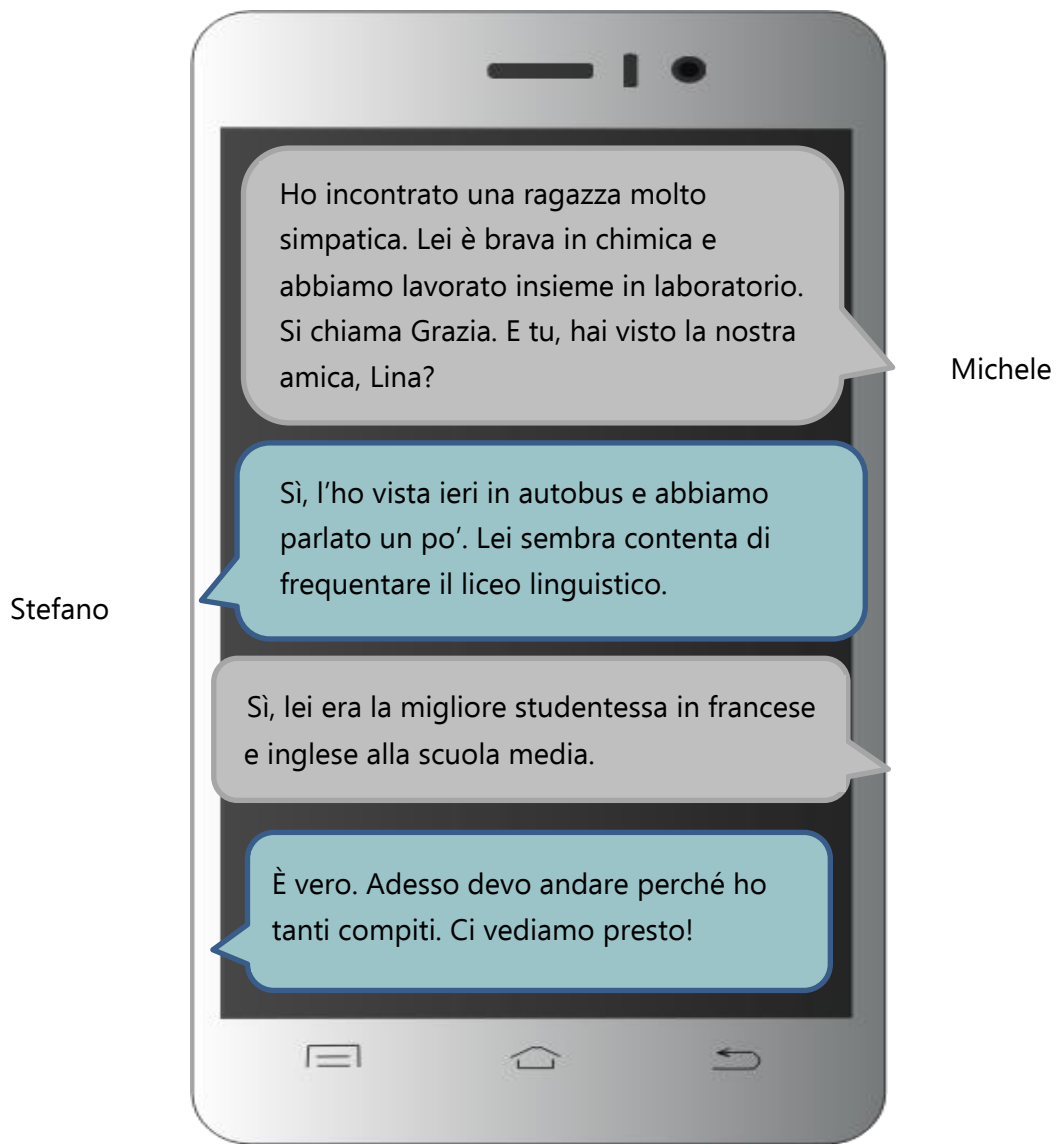 Ho incontrato una ragazza molto
simpatica. Lei è brava in chimica e
abbiamo lavorato insieme in laboratorio.
Si chiama Grazia. E tu, hai visto la nostra
amica, Lina?
Michele
Sì, l’ho vista ieri in autobus e abbiamo
parlato un po’. Lei sembra contenta di
frequentare il liceo linguistico.
Stefano
Sì, lei era la migliore studentessa in francese
e inglese alla scuola media.
È vero. Adesso devo andare perché ho
tanti compiti. Ci vediamo presto!